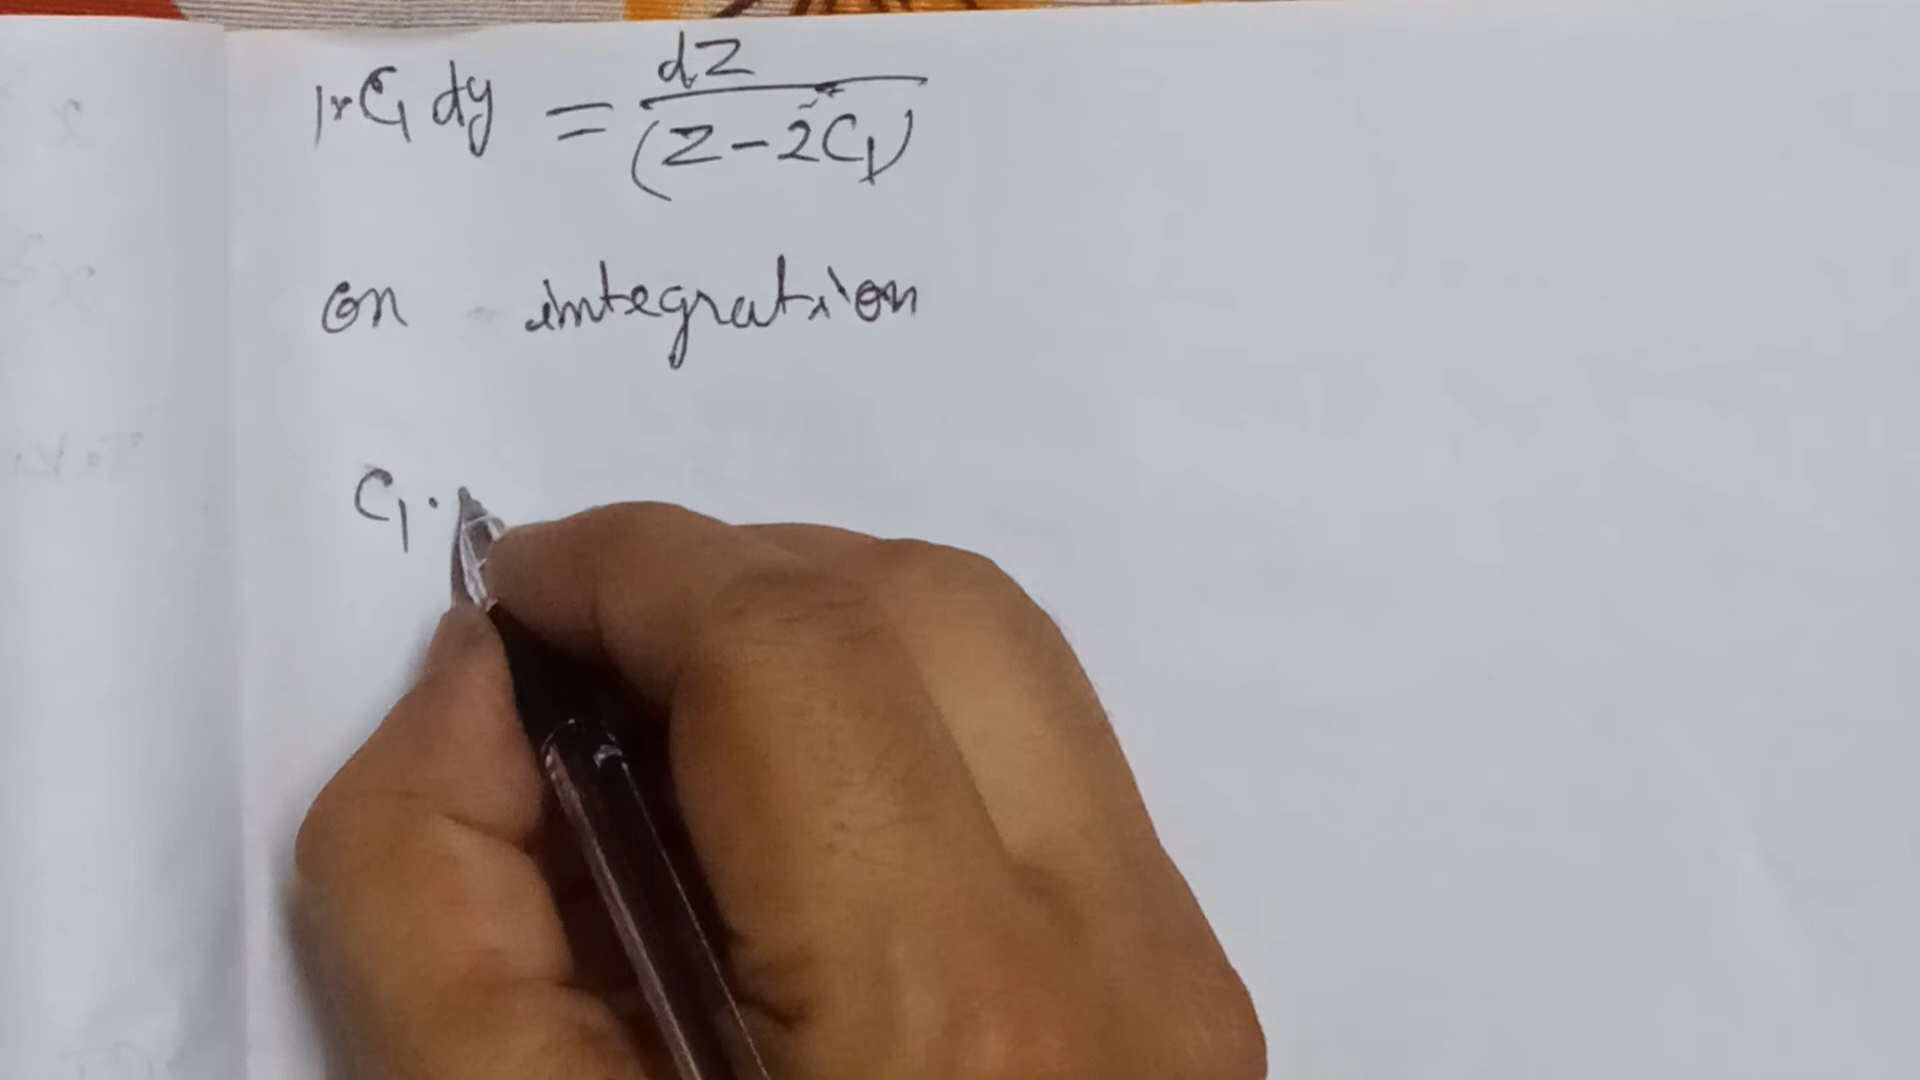 1×C₁ dy = dz / (z - 2C₁)
on integration
C₁ ·